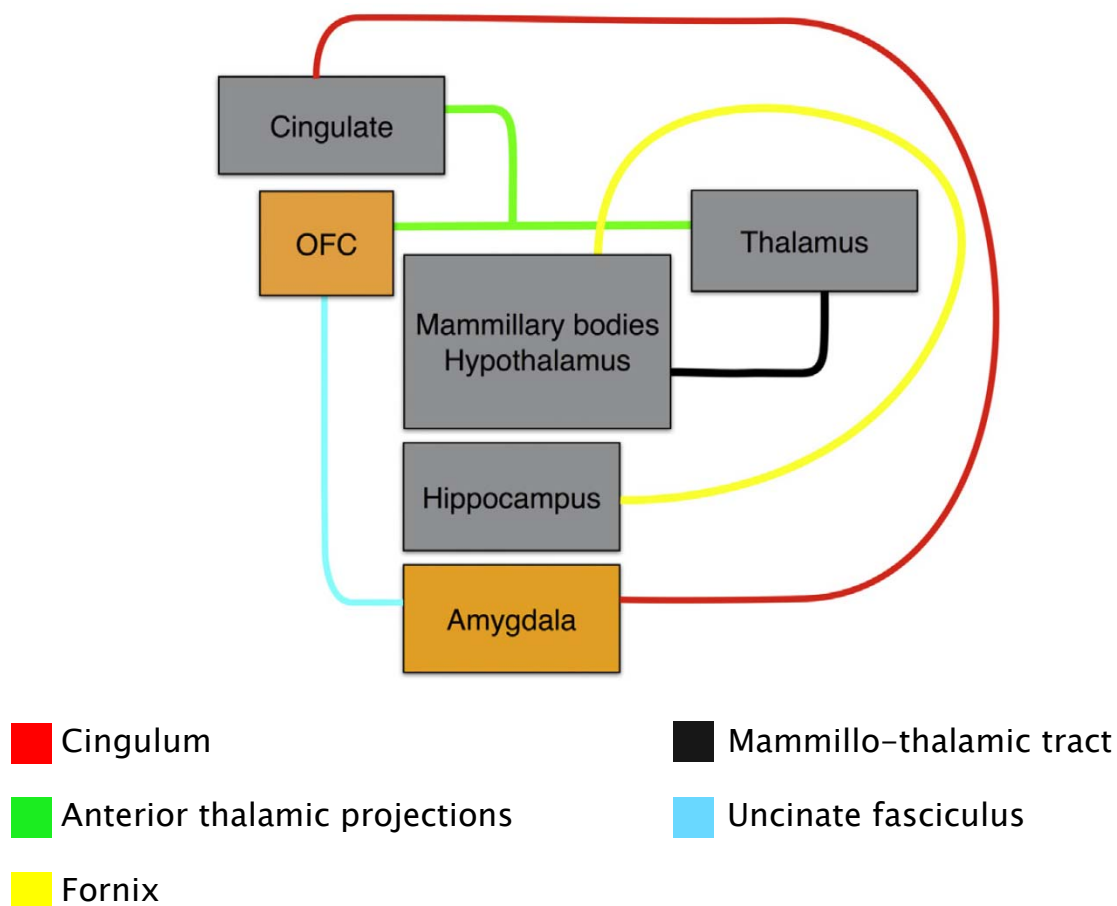 Cingulate
OFC
Thalamus
Mammillary bodies
Hypothalamus
Hippocampus
Amygdala
Cingulum
Mammillo-thalamic tract
Anterior thalamic projections
Uncinate fasciculus
Fornix